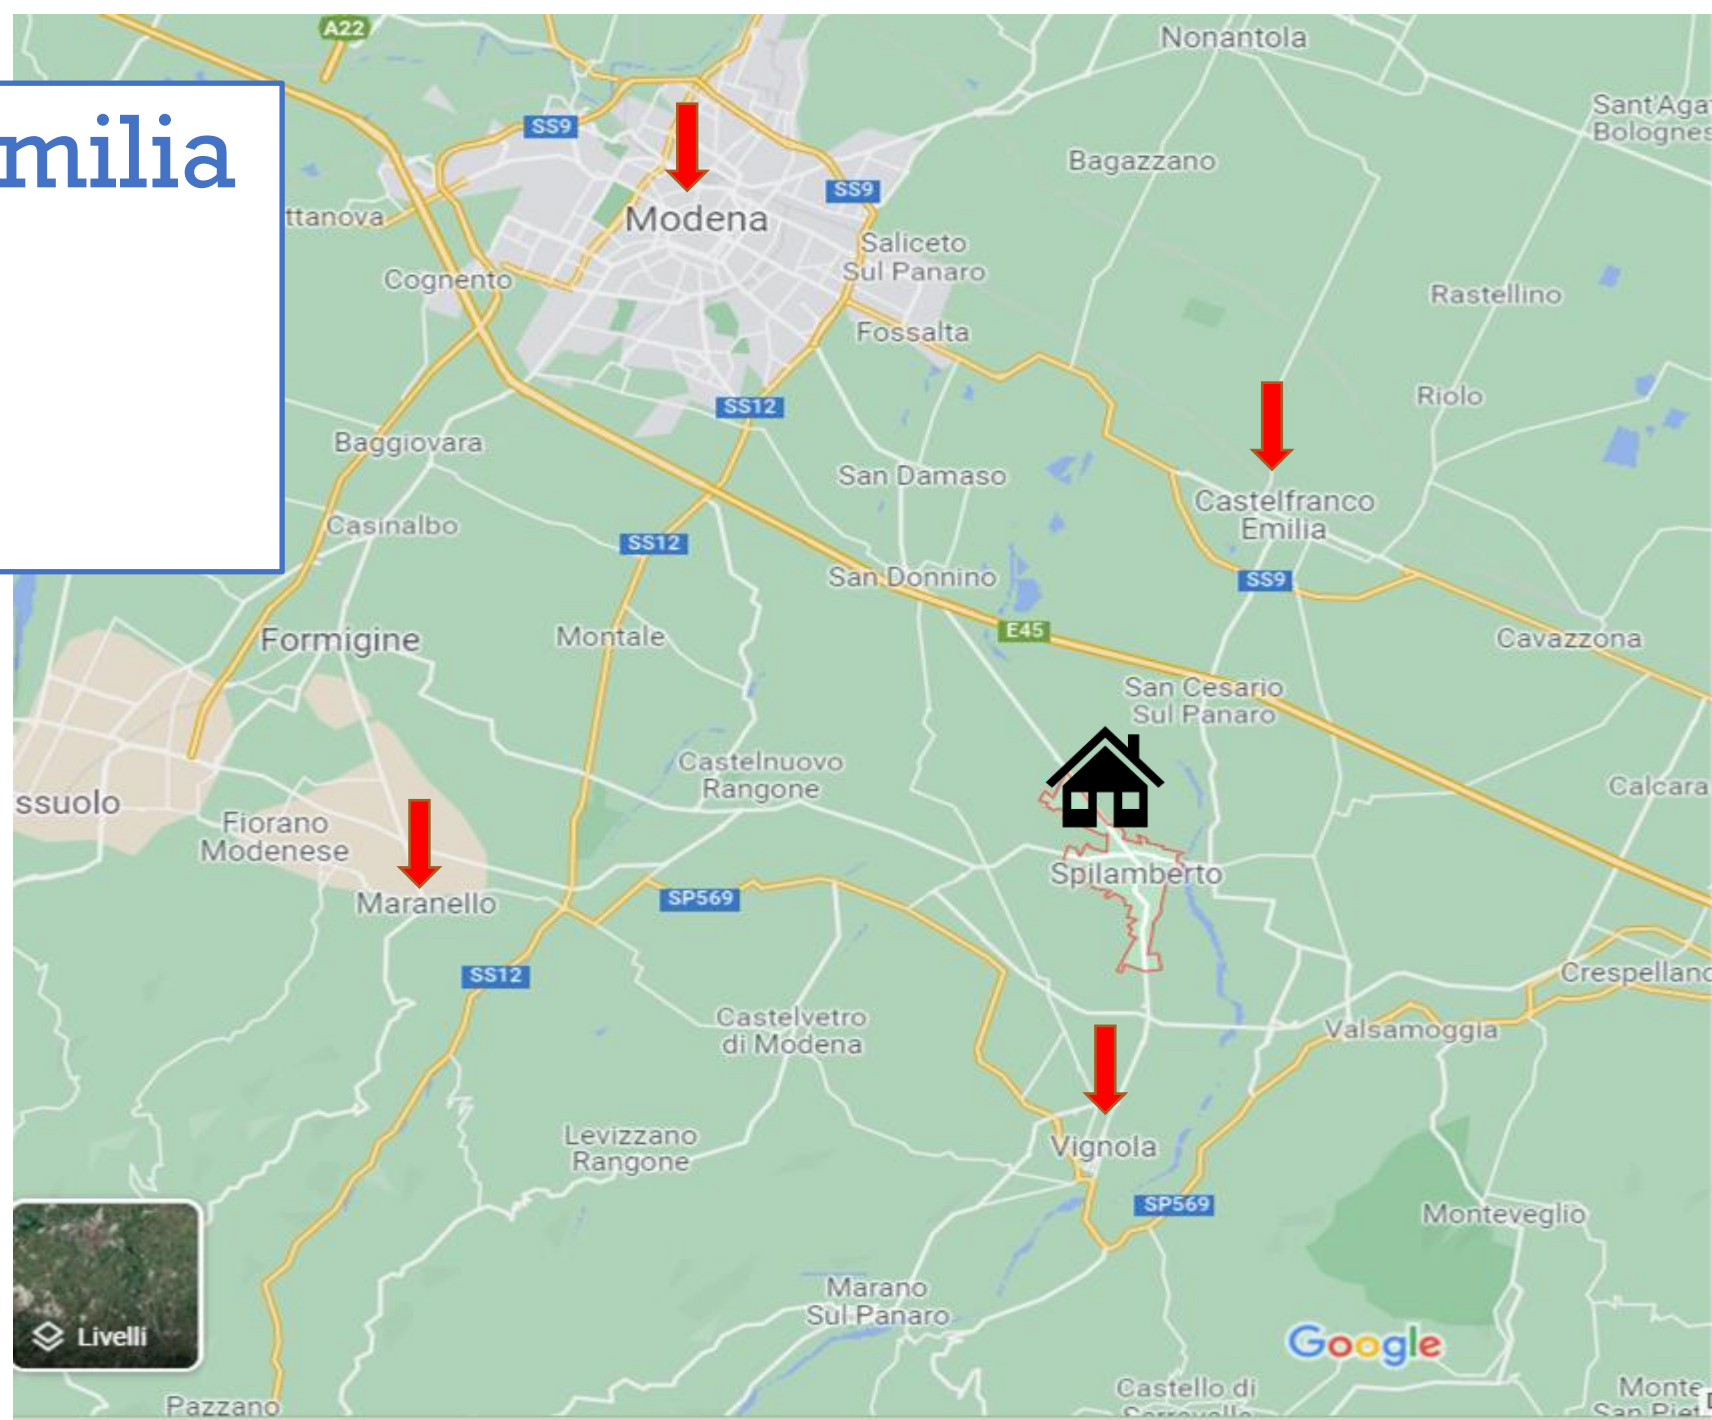 A22
Nonantola
Sant'Aga
Bolognes
milia
SS9
Bagazzano
SS9
ttanova
Modena
Saliceto
Sul Panaro
Cognento
Rastellino
Fossalta
Riolo
SS12
Baggiovara
San Damaso
Castelfranco
Emilia
Casinalbo
SS12
San Donnino
SS9
E45
Formigine
Montale
Cavazzona
San Cesario
Sul Panaro
Castelnuovo
Rangone
Calcara
ssuolo
Fiorano
Modenese
Spilamberto
Maranello
SP569
SS12
Crespellano
Castelvetro
di Modena
Valsamoggia
Levizzano
Rangone
Vignola
SP569
Monteveglio
Marano
Sul Panaro
Livelli
Google
Castello di
Monte
Pazzano